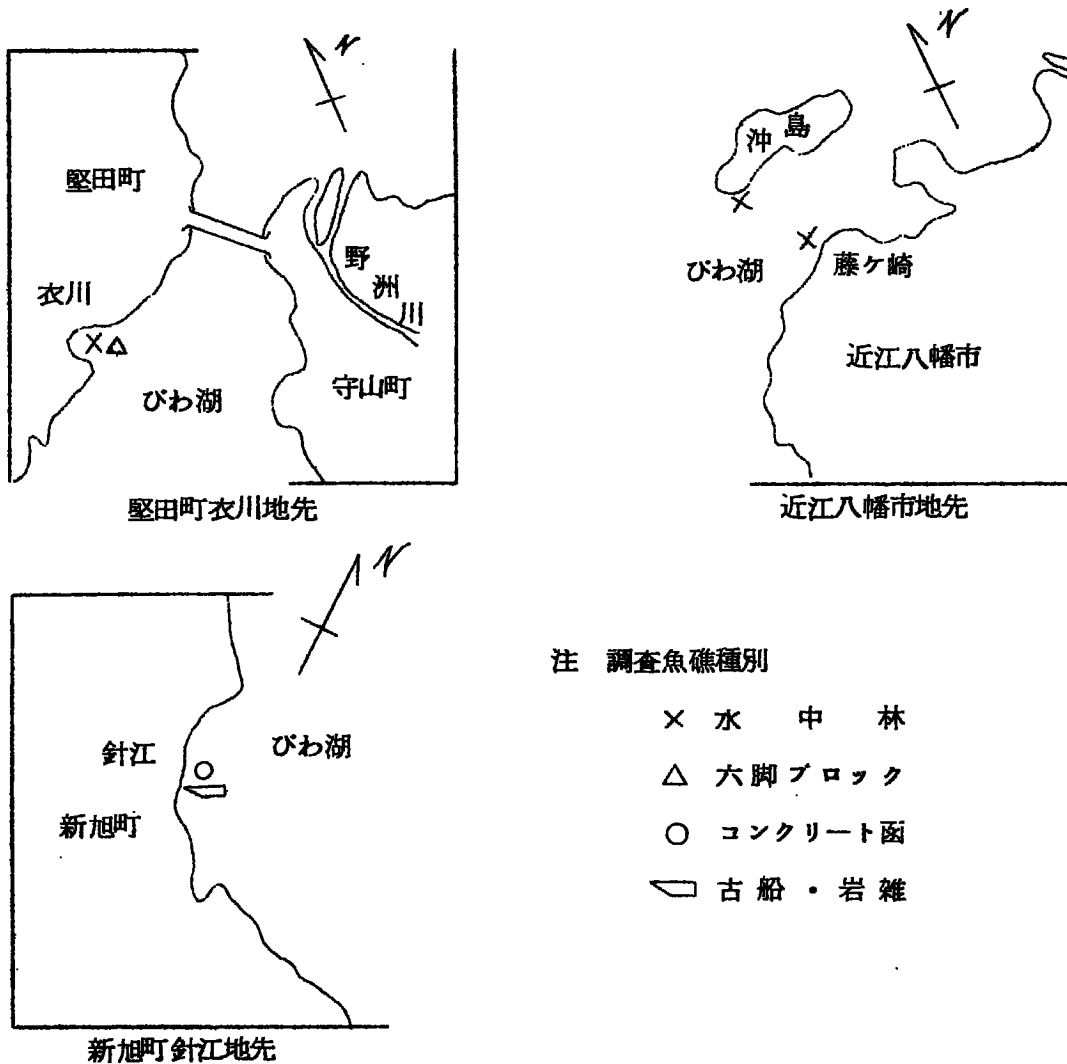 N
堅田町
野洲川
衣川
守山町
びわ湖
堅田町衣川地先
N
沖島
びわ湖
藤ケ崎
近江八幡市
近江八幡市地先
N
針江
びわ湖
新旭町
新旭町針江地先
注 調査魚礁種別
× 水中林
△ 六脚ブロック
○ コンクリート函
古船・岩雑